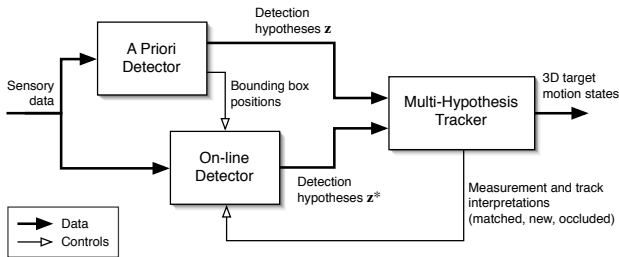 Detection
hypotheses z
A Priori
Detector
Sensory
data
Bounding box
positions
3D target
motion states
Multi-Hypothesis
Tracker
On-line
Detector
Detection
hypotheses z*
Measurement and track
interpretations
(matched, new, occluded)
Data
Controls